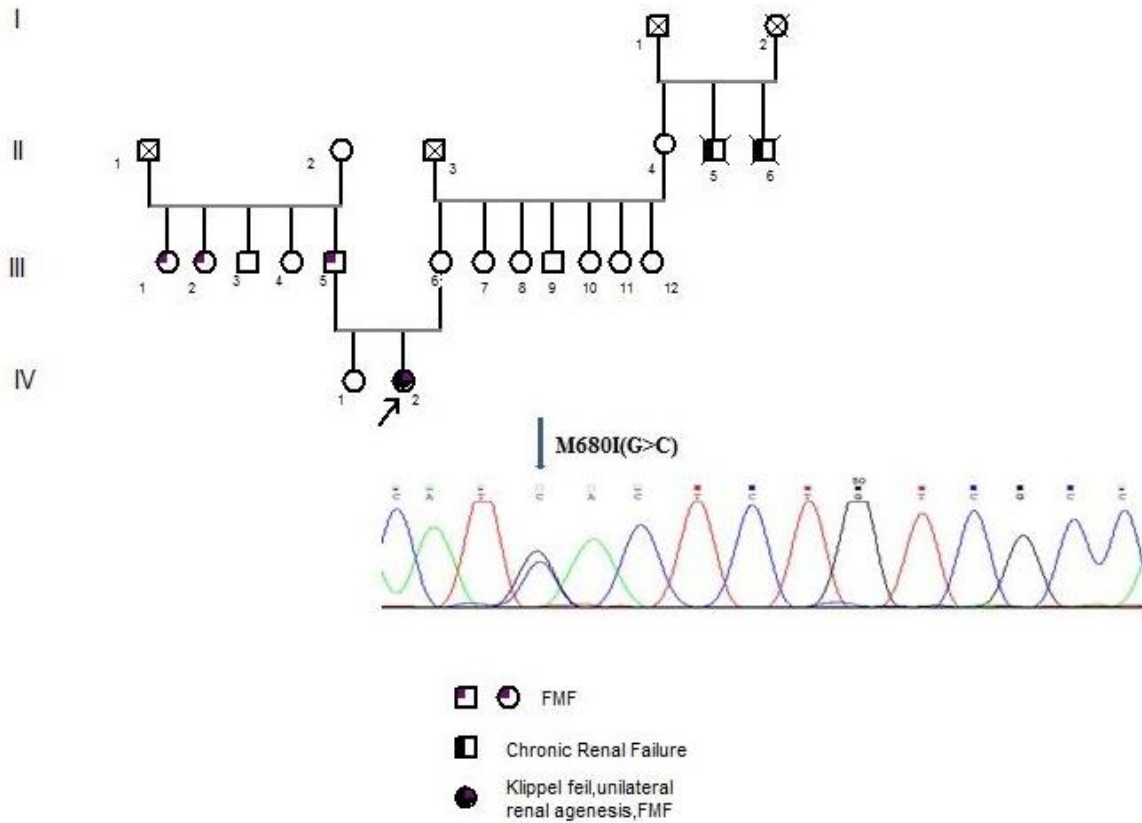 I
1 2
II
1 2 3 4 5 6
III
1 2 3 4 5 6 7 8 9 10 11 12
IV
1 2
M680I(G>C)
FMF
Chronic Renal Failure
Klippel feil,unilateral
renal agenesis,FMF